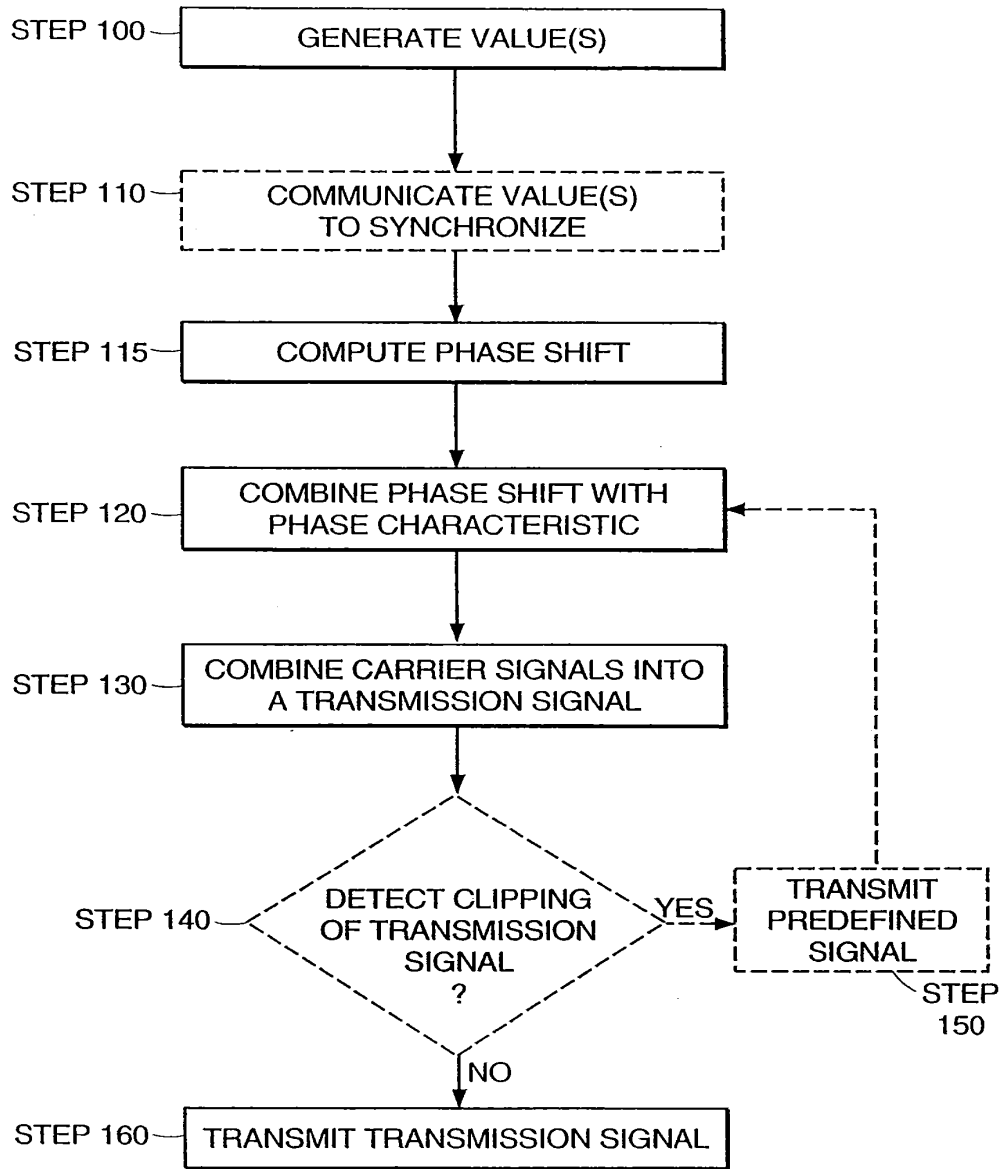 STEP 100
GENERATE VALUE(S)
STEP 110
COMMUNICATE VALUE(S)
TO SYNCHRONIZE
STEP 115
COMPUTE PHASE SHIFT
STEP 120
COMBINE PHASE SHIFT WITH
PHASE CHARACTERISTIC
STEP 130
COMBINE CARRIER SIGNALS INTO
A TRANSMISSION SIGNAL
STEP 140
DETECT CLIPPING
OF TRANSMISSION
SIGNAL
?
YES
TRANSMIT
PREDEFINED
SIGNAL
STEP
150
NO
STEP 160
TRANSMIT TRANSMISSION SIGNAL